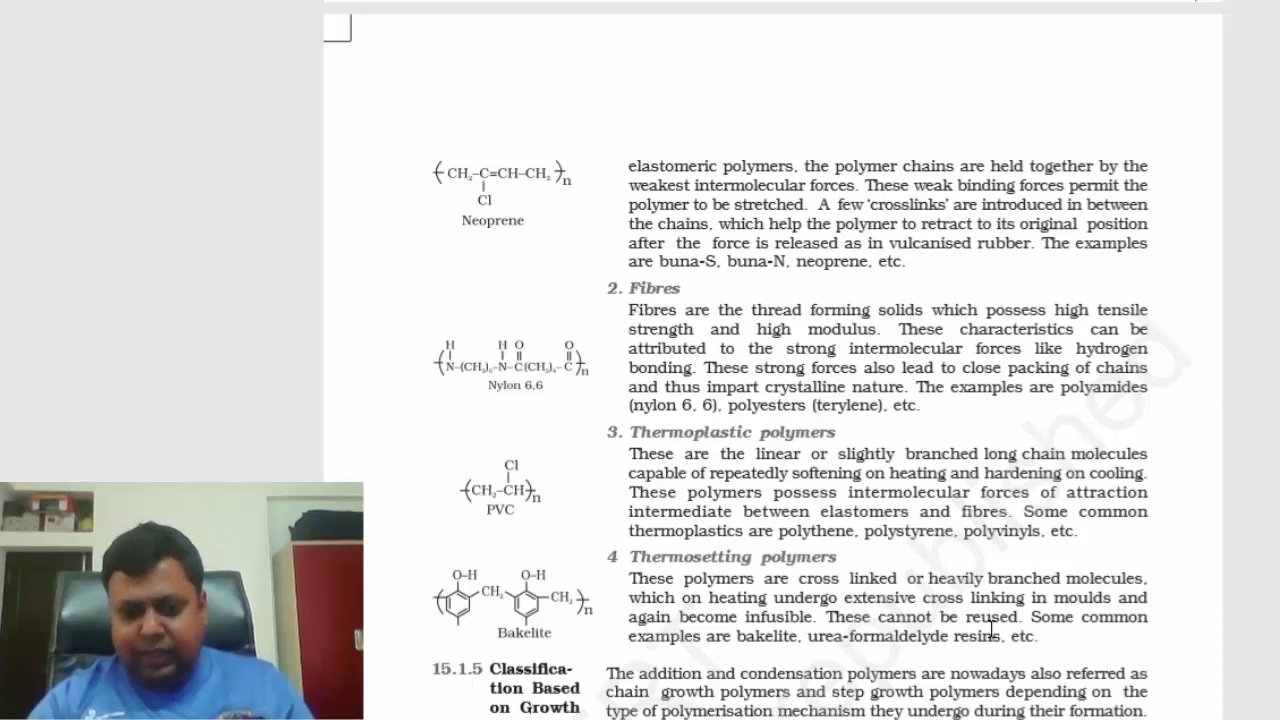 elastomeric polymers, the polymer chains are held together by the
weakest intermolecular forces. These weak binding forces permit the
polymer to be stretched. A few ‘crosslinks’ are introduced in between
the chains, which help the polymer to retract to its original position
after the force is released as in vulcanised rubber. The examples
are buna-S, buna-N, neoprene, etc.
( CH₂–C=CH–CH₂ )n
Cl
Neoprene
2. Fibres
Fibres are the thread forming solids which possess high tensile
strength and high modulus. These characteristics can be
attributed to the strong intermolecular forces like hydrogen
bonding. These strong forces also lead to close packing of chains
and thus impart crystalline nature. The examples are polyamides
(nylon 6, 6), polyesters (terylene), etc.
H H O O
( N–(CH₂)₆–N–C(CH₂)₄–C )n
Nylon 6,6
3. Thermoplastic polymers
These are the linear or slightly branched long chain molecules
capable of repeatedly softening on heating and hardening on cooling.
These polymers possess intermolecular forces of attraction
intermediate between elastomers and fibres. Some common
thermoplastics are polythene, polystyrene, polyvinyls, etc.
Cl
(CH₂–CH)n
PVC
4 Thermosetting polymers
These polymers are cross linked or heavily branched molecules,
which on heating undergo extensive cross linking in moulds and
again become infusible. These cannot be reused. Some common
examples are bakelite, urea-formaldelyde resins, etc.
O–H O–H
CH₂ CH₂ n
Bakelite
15.1.5 Classifica-
tion Based
on Growth
The addition and condensation polymers are nowadays also referred as
chain growth polymers and step growth polymers depending on the
type of polymerisation mechanism they undergo during their formation.